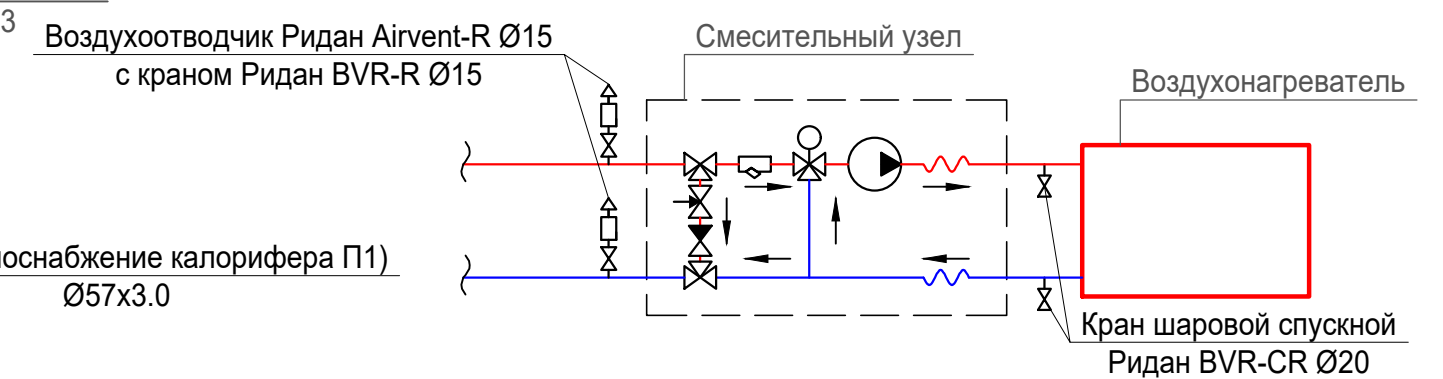 3
Воздухоотводчик Ридан Airvent-R Ø15
с краном Ридан BVR-R Ø15
Смесительный узел
Воздухонагреватель
калорифера П1)
Ø57x3.0
Кран шаровой спускной
Ридан BVR-CR Ø20